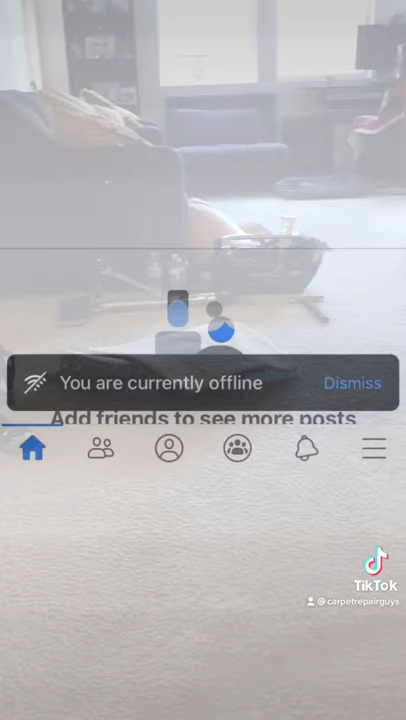 You are currently offline
Dismiss
Add friends to see more posts
TikTok
@carpetrepairguys